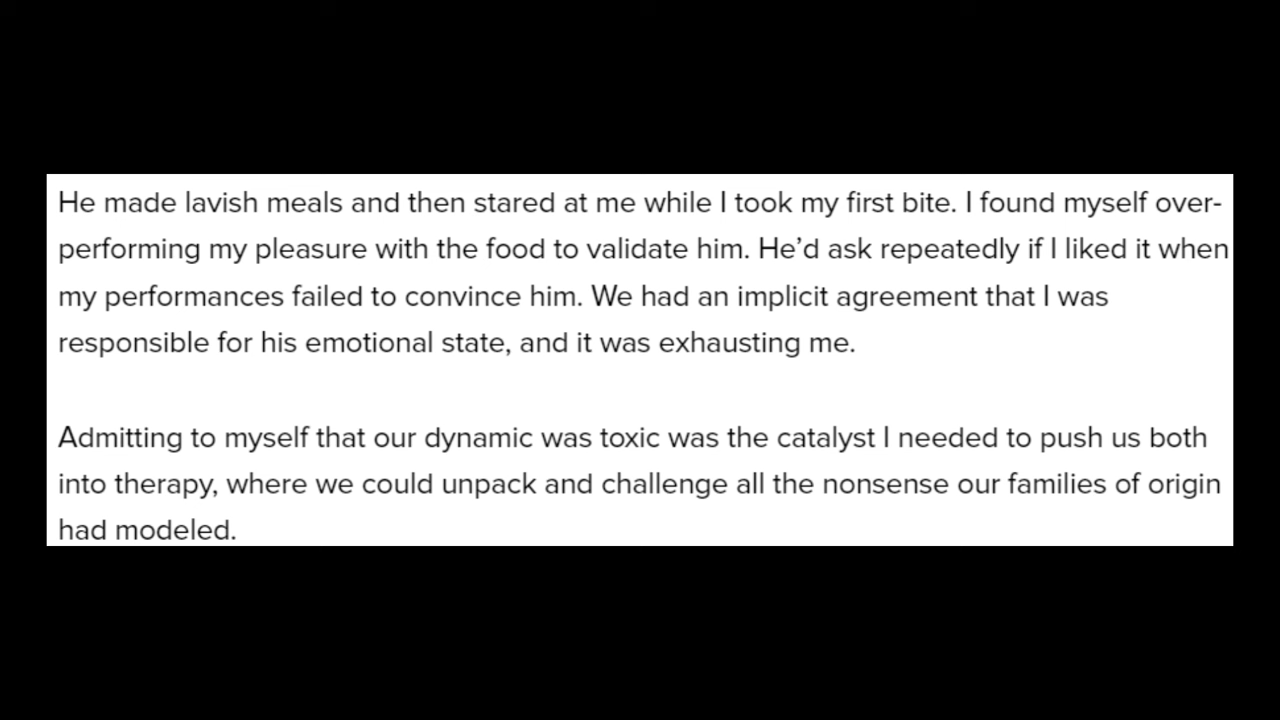 He made lavish meals and then stared at me while I took my first bite. I found myself over-
performing my pleasure with the food to validate him. He’d ask repeatedly if I liked it when
my performances failed to convince him. We had an implicit agreement that I was
responsible for his emotional state, and it was exhausting me.
Admitting to myself that our dynamic was toxic was the catalyst I needed to push us both
into therapy, where we could unpack and challenge all the nonsense our families of origin
had modeled.